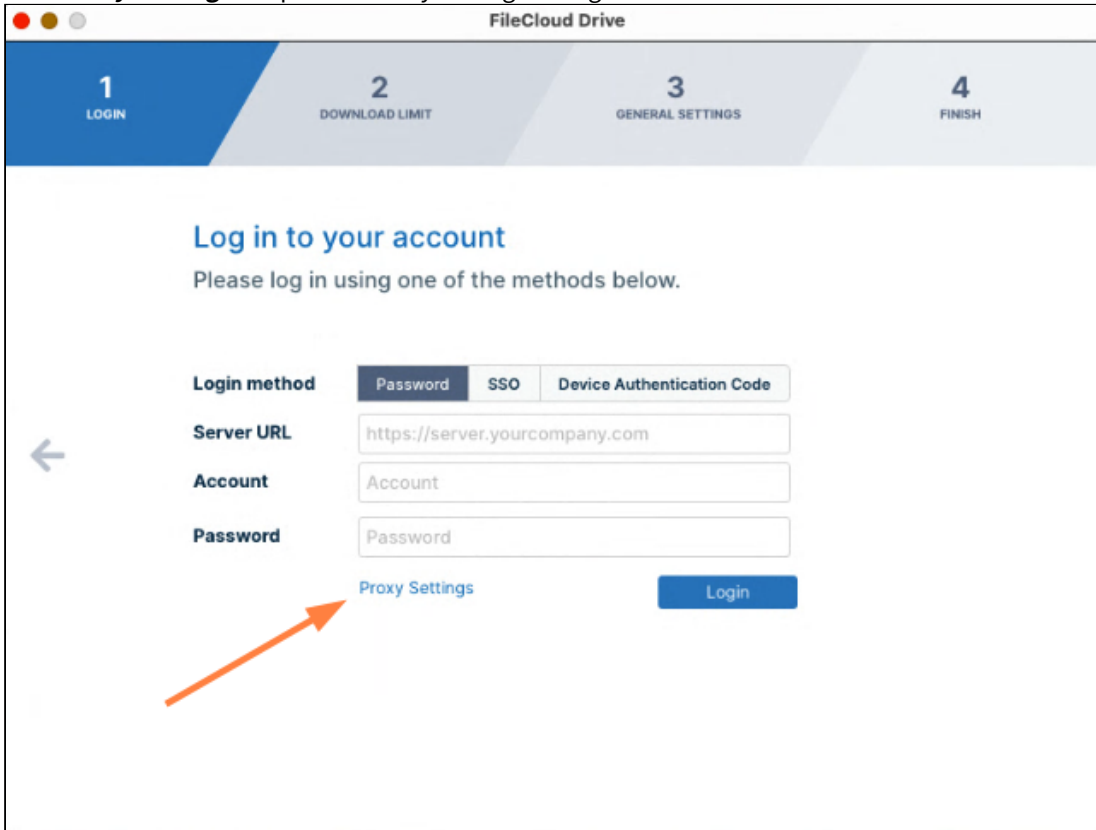 FileCloud Drive
1
LOGIN
2
DOWNLOAD LIMIT
3
GENERAL SETTINGS
4
FINISH
Log in to your account
Please log in using one of the methods below.
Login method Password SSO Device Authentication Code
Server URL https://server.yourcompany.com
Account Account
Password Password
Proxy Settings Login